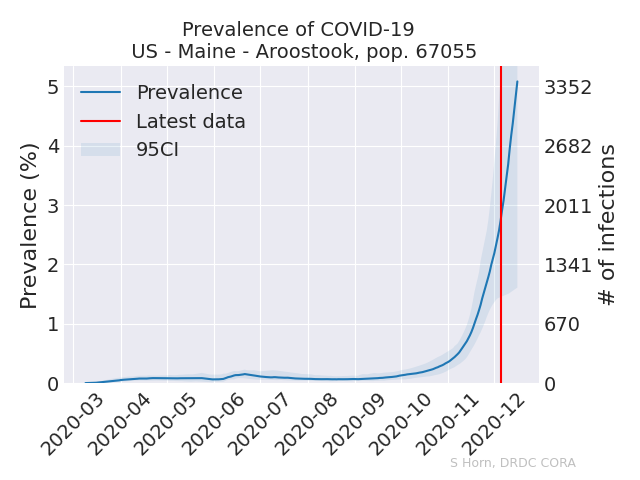 Prevalence of COVID-19
US - Maine - Aroostook, pop. 67055
Prevalence
Latest data
95CI
Prevalence (%)
5
4
3
2
1
0
3352
2682
2011
1341
670
0
# of infections
2020-03
2020-04
2020-05
2020-06
2020-07
2020-08
2020-09
2020-10
2020-11
2020-12
S Horn, DRDC CORA